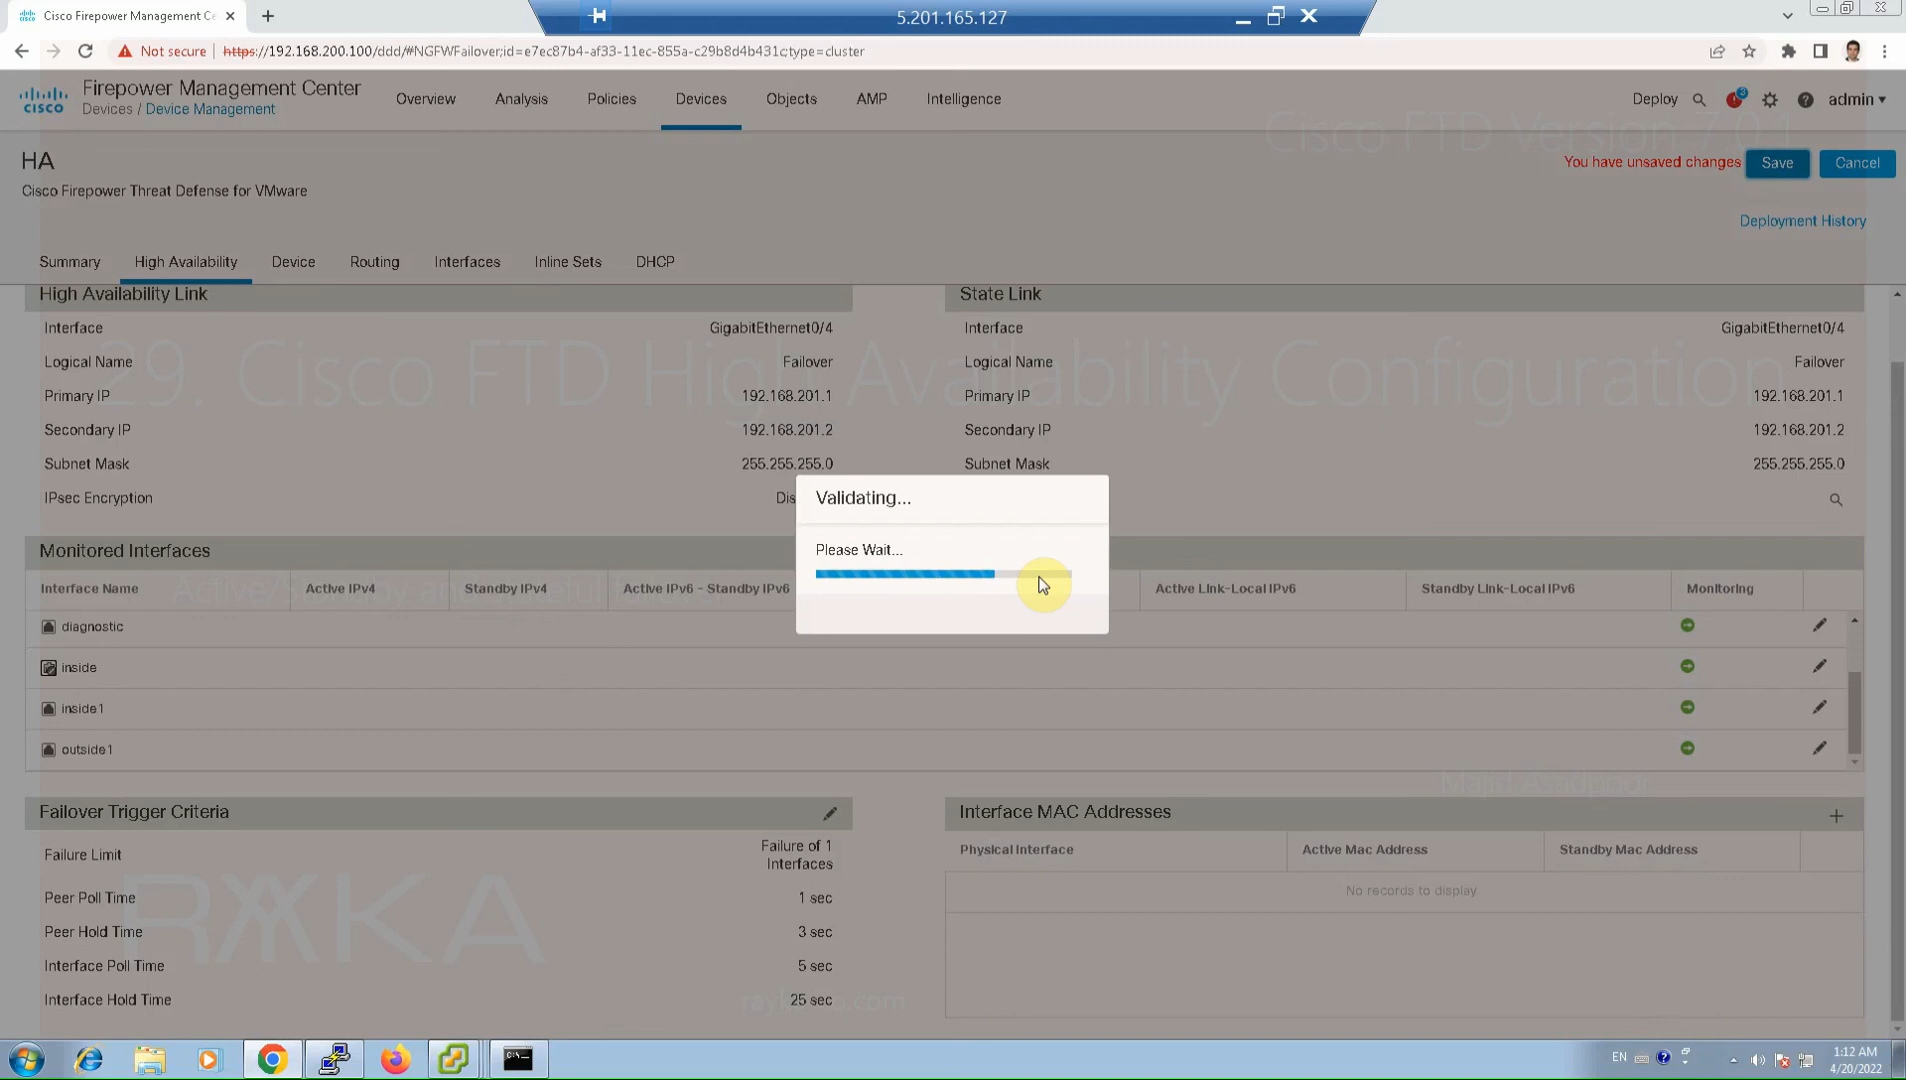 Cisco Firepower Management Ce
5.201.165.127
Not secure
https://192.168.200.100/ddd/#NGFWFailover;id=e7ec87b4-af33-11ec-855a-c29b8d4b431c;type=cluster
Firepower Management Center
Devices / Device Management
cisco
Overview
Analysis
Policies
Devices
Objects
AMP
Intelligence
Deploy
3
admin
Cisco FTD Version 7.0.1
HA
You have unsaved changes
Save
Cancel
Cisco Firepower Threat Defense for VMware
Deployment History
Summary
High Availability
Device
Routing
Interfaces
Inline Sets
DHCP
High Availability Link
State Link
Interface
GigabitEthernet0/4
Interface
GigabitEthernet0/4
29. Cisco FTD High Availability Configuration
Logical Name
Failover
Logical Name
Failover
Primary IP
192.168.201.1
Primary IP
192.168.201.1
Secondary IP
192.168.201.2
Secondary IP
192.168.201.2
Subnet Mask
255.255.255.0
Subnet Mask
255.255.255.0
IPsec Encryption
Dis
Validating...
Please Wait...
Monitored Interfaces
Interface Name
Active IPv4
Standby IPv4
Active IPv6 - Standby IPv6
Active Link-Local IPv6
Standby Link-Local IPv6
Monitoring
Active/Standby and
diagnostic
inside
inside1
outside1
Majid Asadpoor
Failover Trigger Criteria
Interface MAC Addresses
Failure Limit
Failure of 1
Interfaces
Physical Interface
Active Mac Address
Standby Mac Address
No records to display
Peer Poll Time
1 sec
RAYKA
Peer Hold Time
3 sec
Interface Poll Time
5 sec
Interface Hold Time
25 sec
EN
1:12 AM
4/20/2022